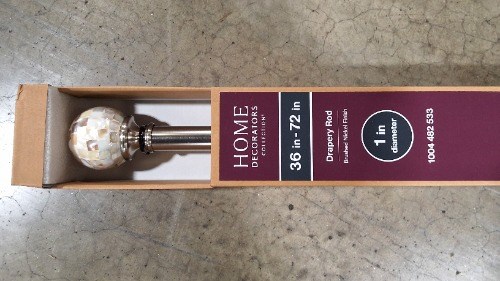 HOME
DECORATORS
COLLECTION
36 in - 72 in
Drapery Rod
Brushed Nickel Finish
1 in
diameter
1004 482 533